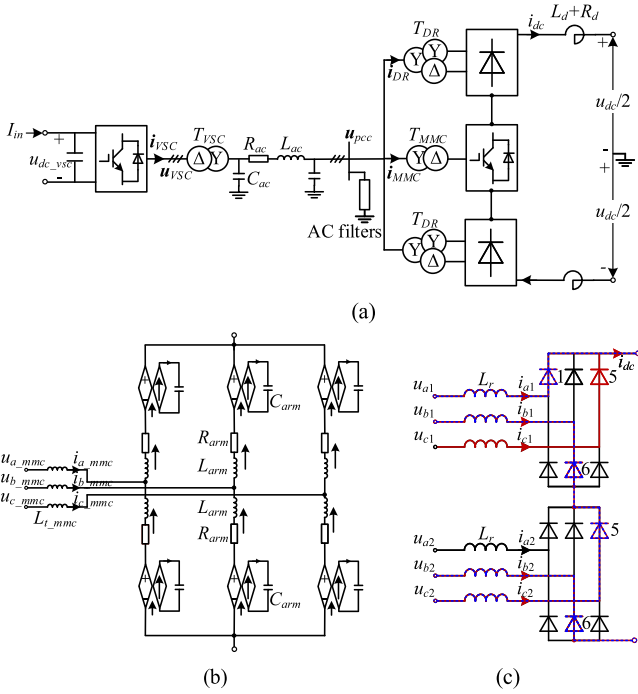 i_dc L_d+R_d
T_DR
i_DR
Y
Y
Δ
+
u_dc/2
I_in
+
u_dc_vsc
-
i_VSC
u_VSC
T_VSC
Δ Y
R_ac L_ac
C_ac
u_pcc
AC filters
T_MMC
Y Δ
i_MMC
-
+
T_DR
Y
Y
Δ
u_dc/2
-
(a)
+ + +
C_arm
R_arm
L_arm
u_a_mmc i_a_mmc
u_b_mmc i_b_mmc
u_c_mmc i_c_mmc
L_t_mmc
L_arm
R_arm
+ + +
C_arm
(b)
i_dc
u_a1 L_r i_a1 1 5
u_b1 i_b1
u_c1 i_c1
6
u_a2 L_r i_a2 5
u_b2 i_b2
u_c2 i_c2
6
(c)